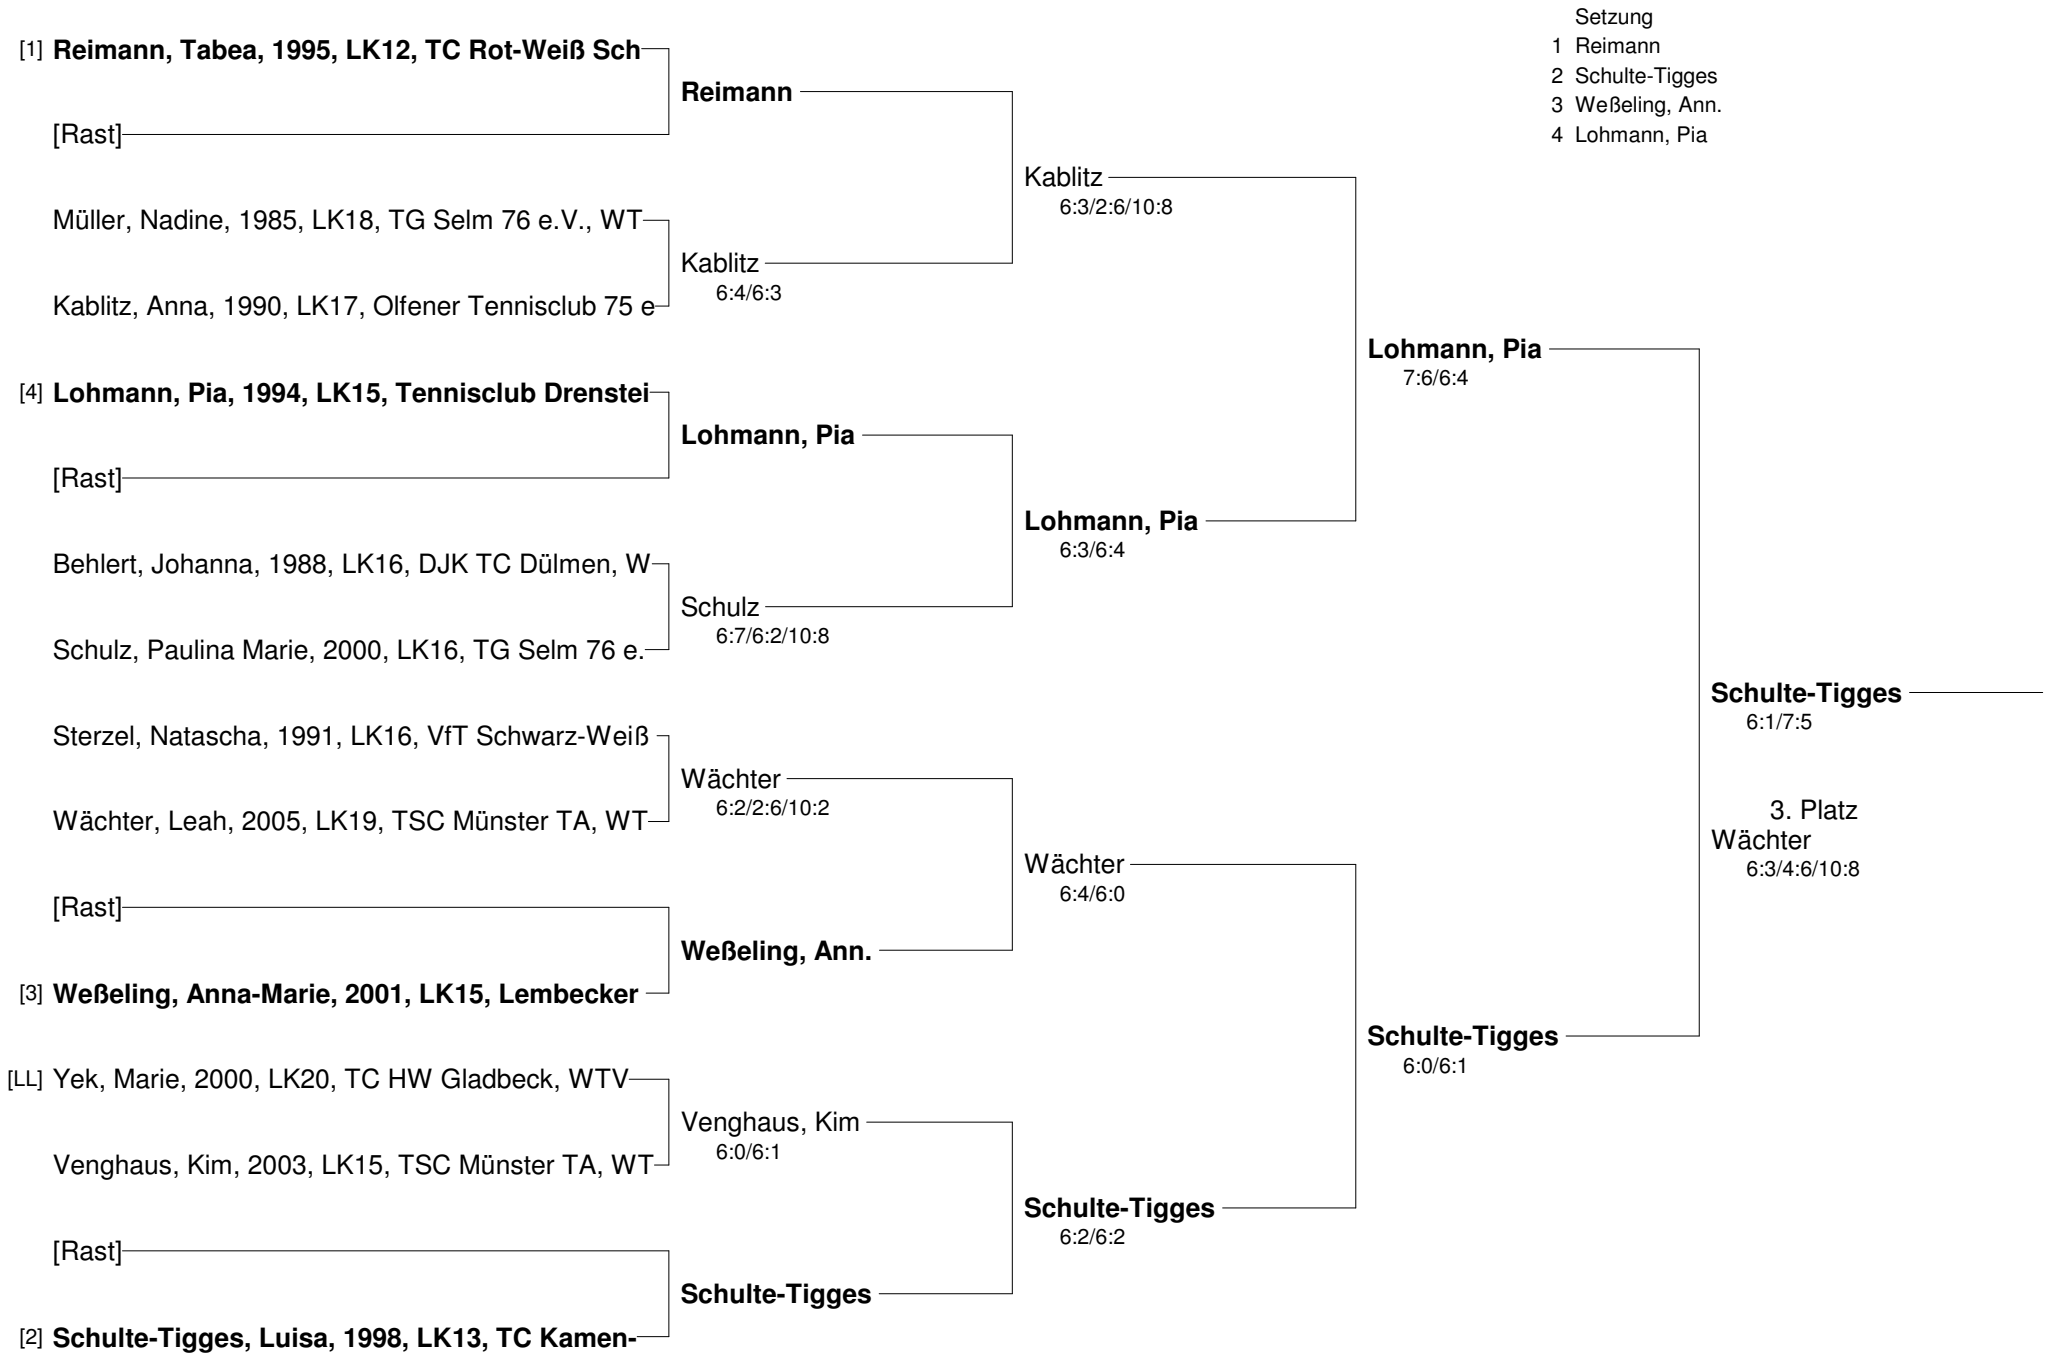 Setzung
1 Reimann
2 Schulte-Tigges
3 Weßeling, Ann.
4 Lohmann, Pia
[1] Reimann, Tabea, 1995, LK12, TC Rot-Weiß Sch
[Rast]
Müller, Nadine, 1985, LK18, TG Selm 76 e.V., WT
Kablitz, Anna, 1990, LK17, Olfener Tennisclub 75 e
[4] Lohmann, Pia, 1994, LK15, Tennisclub Drenstei
[Rast]
Behlert, Johanna, 1988, LK16, DJK TC Dülmen, W
Schulz, Paulina Marie, 2000, LK16, TG Selm 76 e.
Sterzel, Natascha, 1991, LK16, VfT Schwarz-Weiß
Wächter, Leah, 2005, LK19, TSC Münster TA, WT
[Rast]
[3] Weßeling, Anna-Marie, 2001, LK15, Lembecker
[LL] Yek, Marie, 2000, LK20, TC HW Gladbeck, WTV
Venghaus, Kim, 2003, LK15, TSC Münster TA, WT
[Rast]
[2] Schulte-Tigges, Luisa, 1998, LK13, TC Kamen-
Reimann
Kablitz
6:4/6:3
Lohmann, Pia
Schulz
6:7/6:2/10:8
Wächter
6:2/2:6/10:2
Weßeling, Ann.
Venghaus, Kim
6:0/6:1
Schulte-Tigges
Kablitz
6:3/2:6/10:8
Lohmann, Pia
6:3/6:4
Wächter
6:4/6:0
Schulte-Tigges
6:2/6:2
Lohmann, Pia
7:6/6:4
Schulte-Tigges
6:0/6:1
Schulte-Tigges
6:1/7:5
3. Platz
Wächter
6:3/4:6/10:8